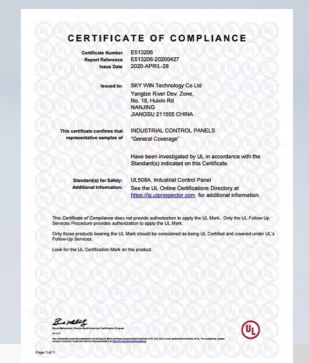 CERTIFICATE OF COMPLIANCE
Certificate Number E513206
Report Reference E513206-20200427
Issue Date 2020-APRIL-28
Issued to: SKY WIN Technology Co Ltd
Yangtze River Dev. Zone,
No. 18, Huixin Rd
NANJING
JIANGSU 211505 CHINA
This certificate confirms that INDUSTRIAL CONTROL PANELS
representative samples of "General Coverage"
Have been investigated by UL in accordance with the
Standard(s) indicated on this Certificate.
Standard(s) for Safety: UL508A, Industrial Control Panel
Additional Information: See the UL Online Certifications Directory at
https://iq.ulprospector.com for additional information.
This Certificate of Compliance does not provide authorization to apply the UL Mark. Only the UL Follow-Up
Services Procedure provides authorization to apply the UL Mark.
Only those products bearing the UL Mark should be considered as being UL Certified and covered under UL's
Follow-Up Services.
Look for the UL Certification Mark on the product.
UL
Page 1 of 1